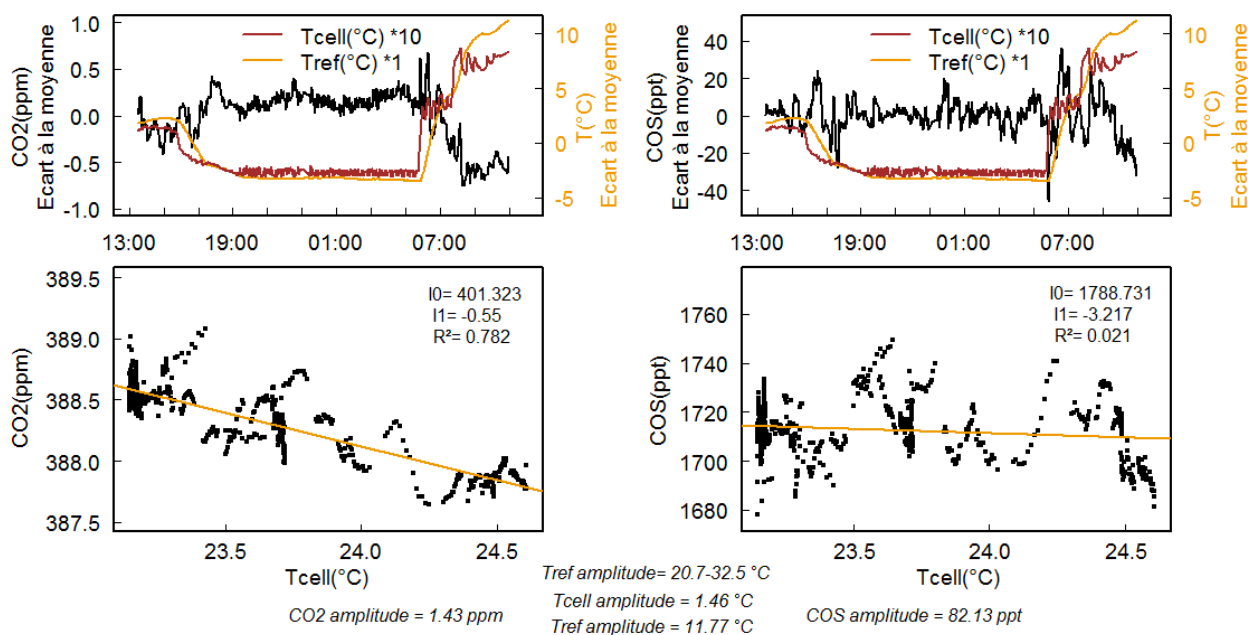 CO2(ppm)
Ecart à la moyenne
1.0
0.5
0.0
-0.5
-1.0
Tcell(°C) *10
Tref(°C) *1
10
5
0
-5
T(°C)
Ecart à la moyenne
13:00 19:00 01:00 07:00
COS(ppt)
Ecart à la moyenne
40
20
0
-20
-40
Tcell(°C) *10
Tref(°C) *1
10
5
0
-5
T(°C)
Ecart à la moyenne
13:00 19:00 01:00 07:00
CO2(ppm)
389.5
389.0
388.5
388.0
387.5
I0= 401.323
I1= -0.55
R²= 0.782
23.5 24.0 24.5
Tcell(°C)
COS(ppt)
1760
1740
1720
1700
1680
I0= 1788.731
I1= -3.217
R²= 0.021
23.5 24.0 24.5
Tcell(°C)
Tref amplitude= 20.7-32.5 °C
CO2 amplitude = 1.43 ppm
Tcell amplitude = 1.46 °C
COS amplitude = 82.13 ppt
Tref amplitude = 11.77 °C